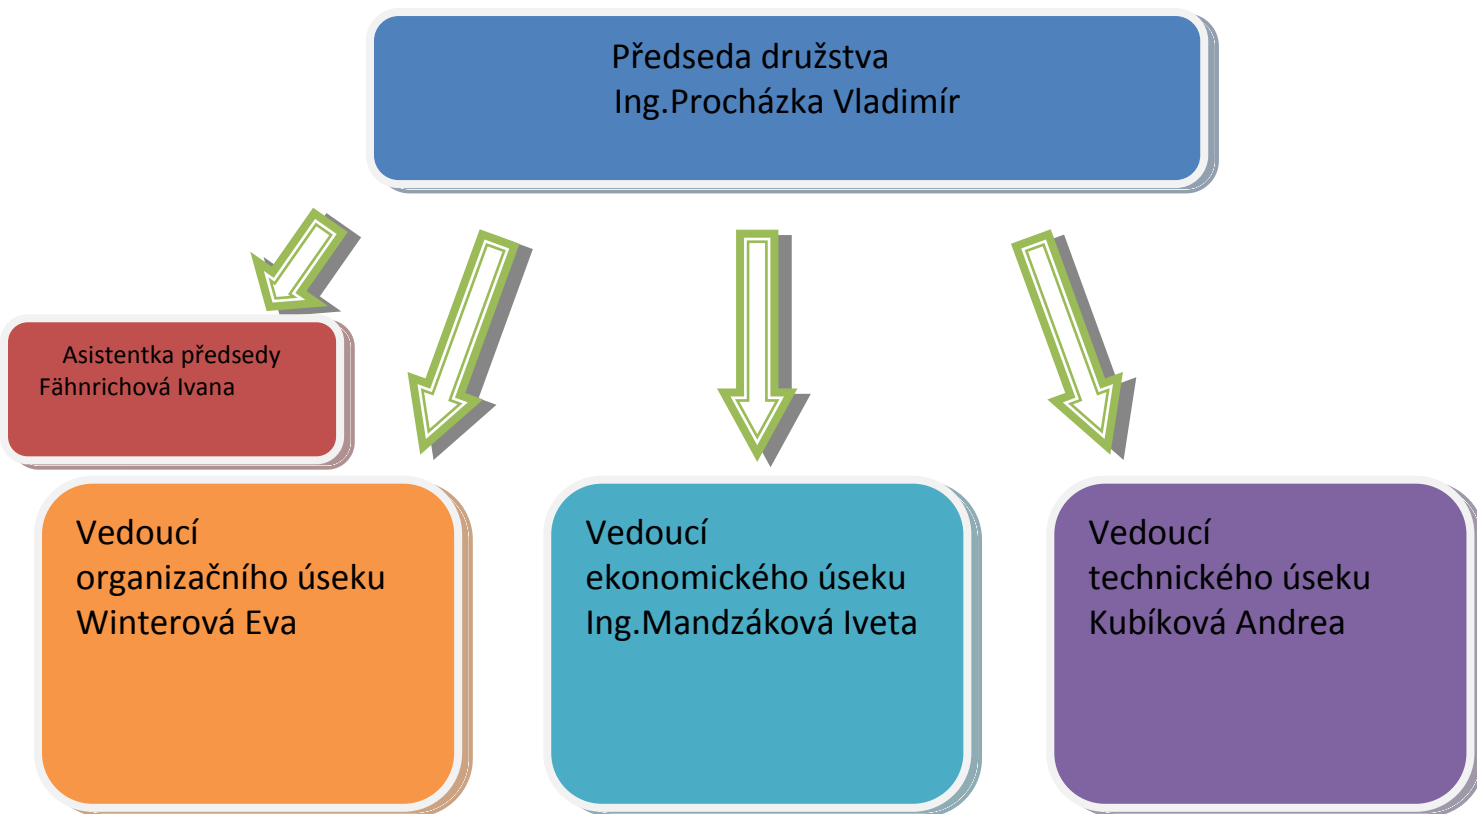 Předseda družstva
Ing.Procházka Vladimír
Asistentka předsedy
Fähnrichová Ivana
Vedoucí
organizačního úseku
Winterová Eva
Vedoucí
ekonomického úseku
Ing.Mandzáková Iveta
Vedoucí
technického úseku
Kubíková Andrea